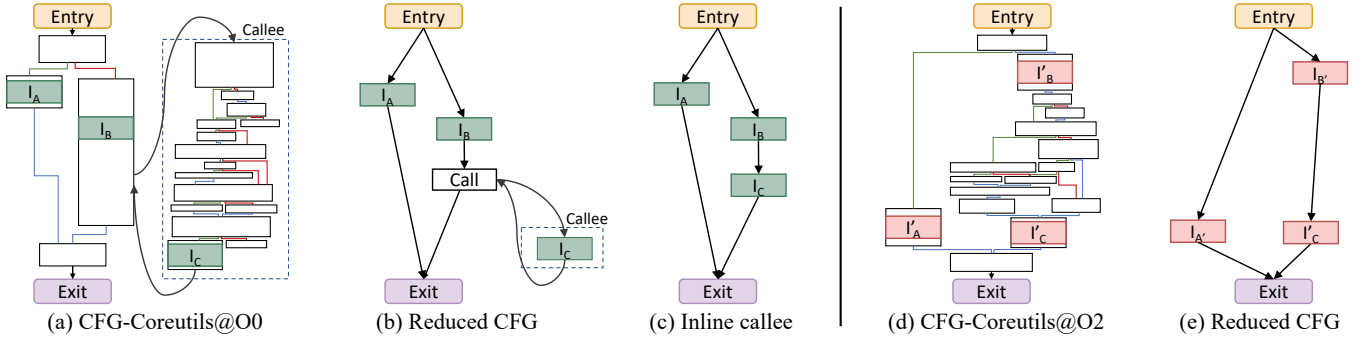 Entry
Callee
I_A
I_B
I_C
Exit
(a) CFG-Coreutils@O0
Entry
I_A
I_B
Call
Callee
I_C
Exit
(b) Reduced CFG
Entry
I_A
I_B
I_C
Exit
(c) Inline callee
Entry
I'_B
I'_A
I'_C
Exit
(d) CFG-Coreutils@O2
Entry
I_B'
I_A'
I'_C
Exit
(e) Reduced CFG